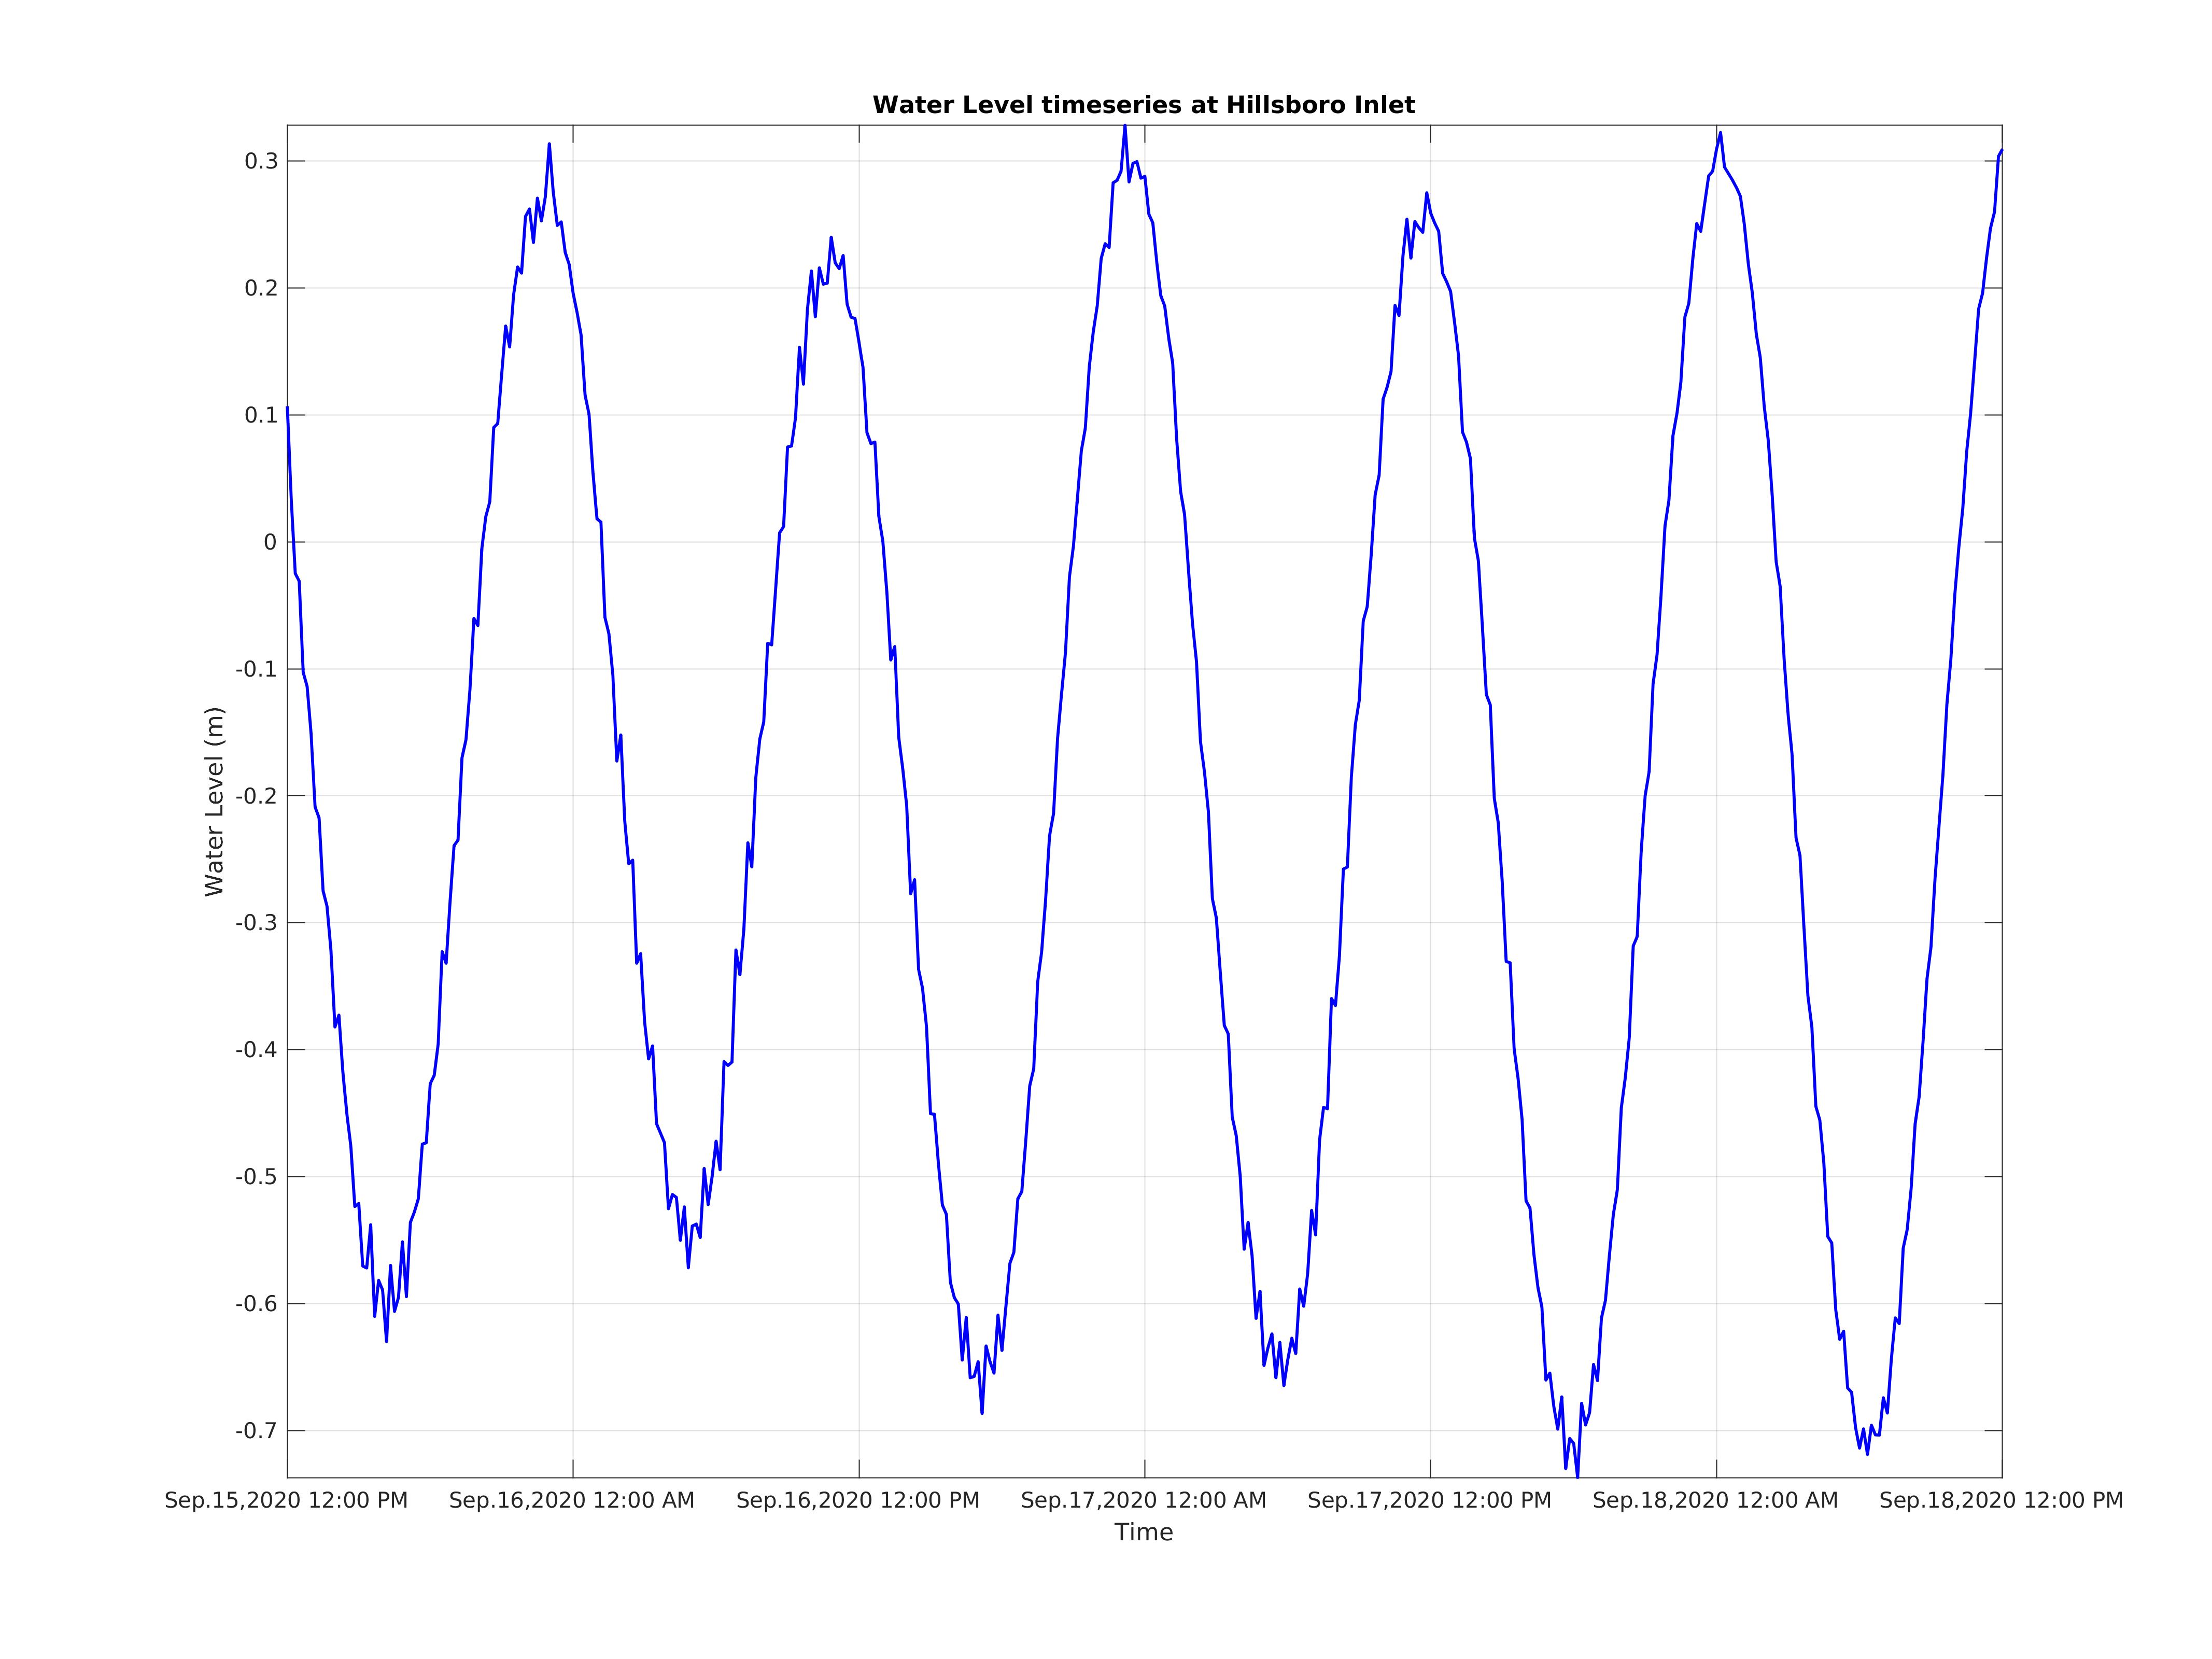 Water Level timeseries at Hillsboro Inlet
0.3
0.2
0.1
0
-0.1
-0.2
-0.3
-0.4
-0.5
-0.6
-0.7
Water Level (m)
Sep.15,2020 12:00 PM
Sep.16,2020 12:00 AM
Sep.16,2020 12:00 PM
Sep.17,2020 12:00 AM
Sep.17,2020 12:00 PM
Sep.18,2020 12:00 AM
Sep.18,2020 12:00 PM
Time